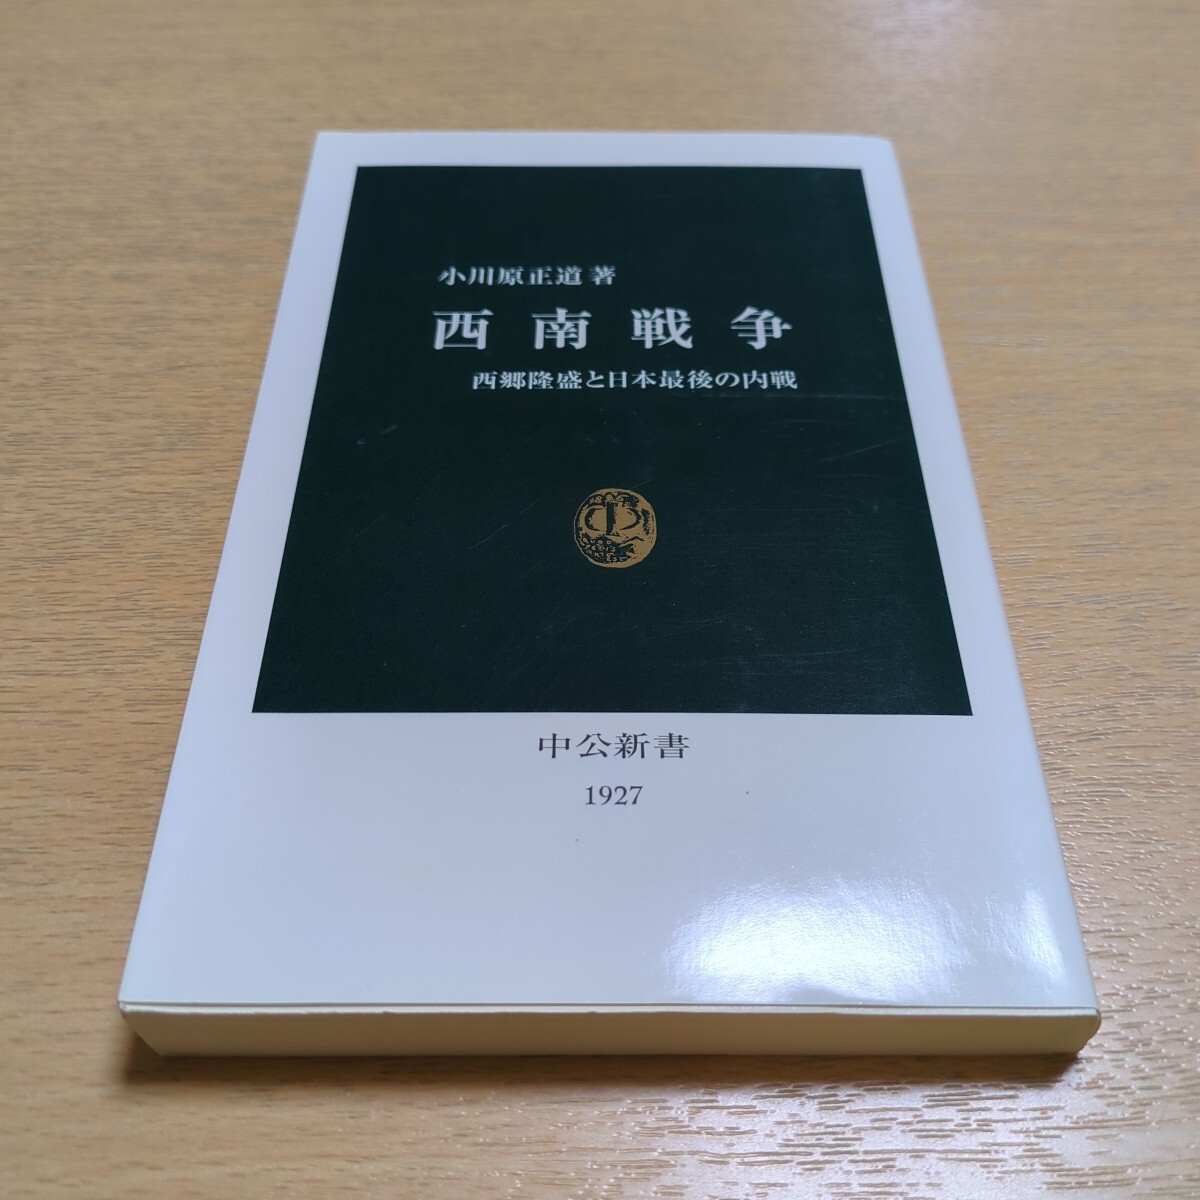 小川原正道著
西南戦争
西郷隆盛と日本最後の内戦
中公新書
1927